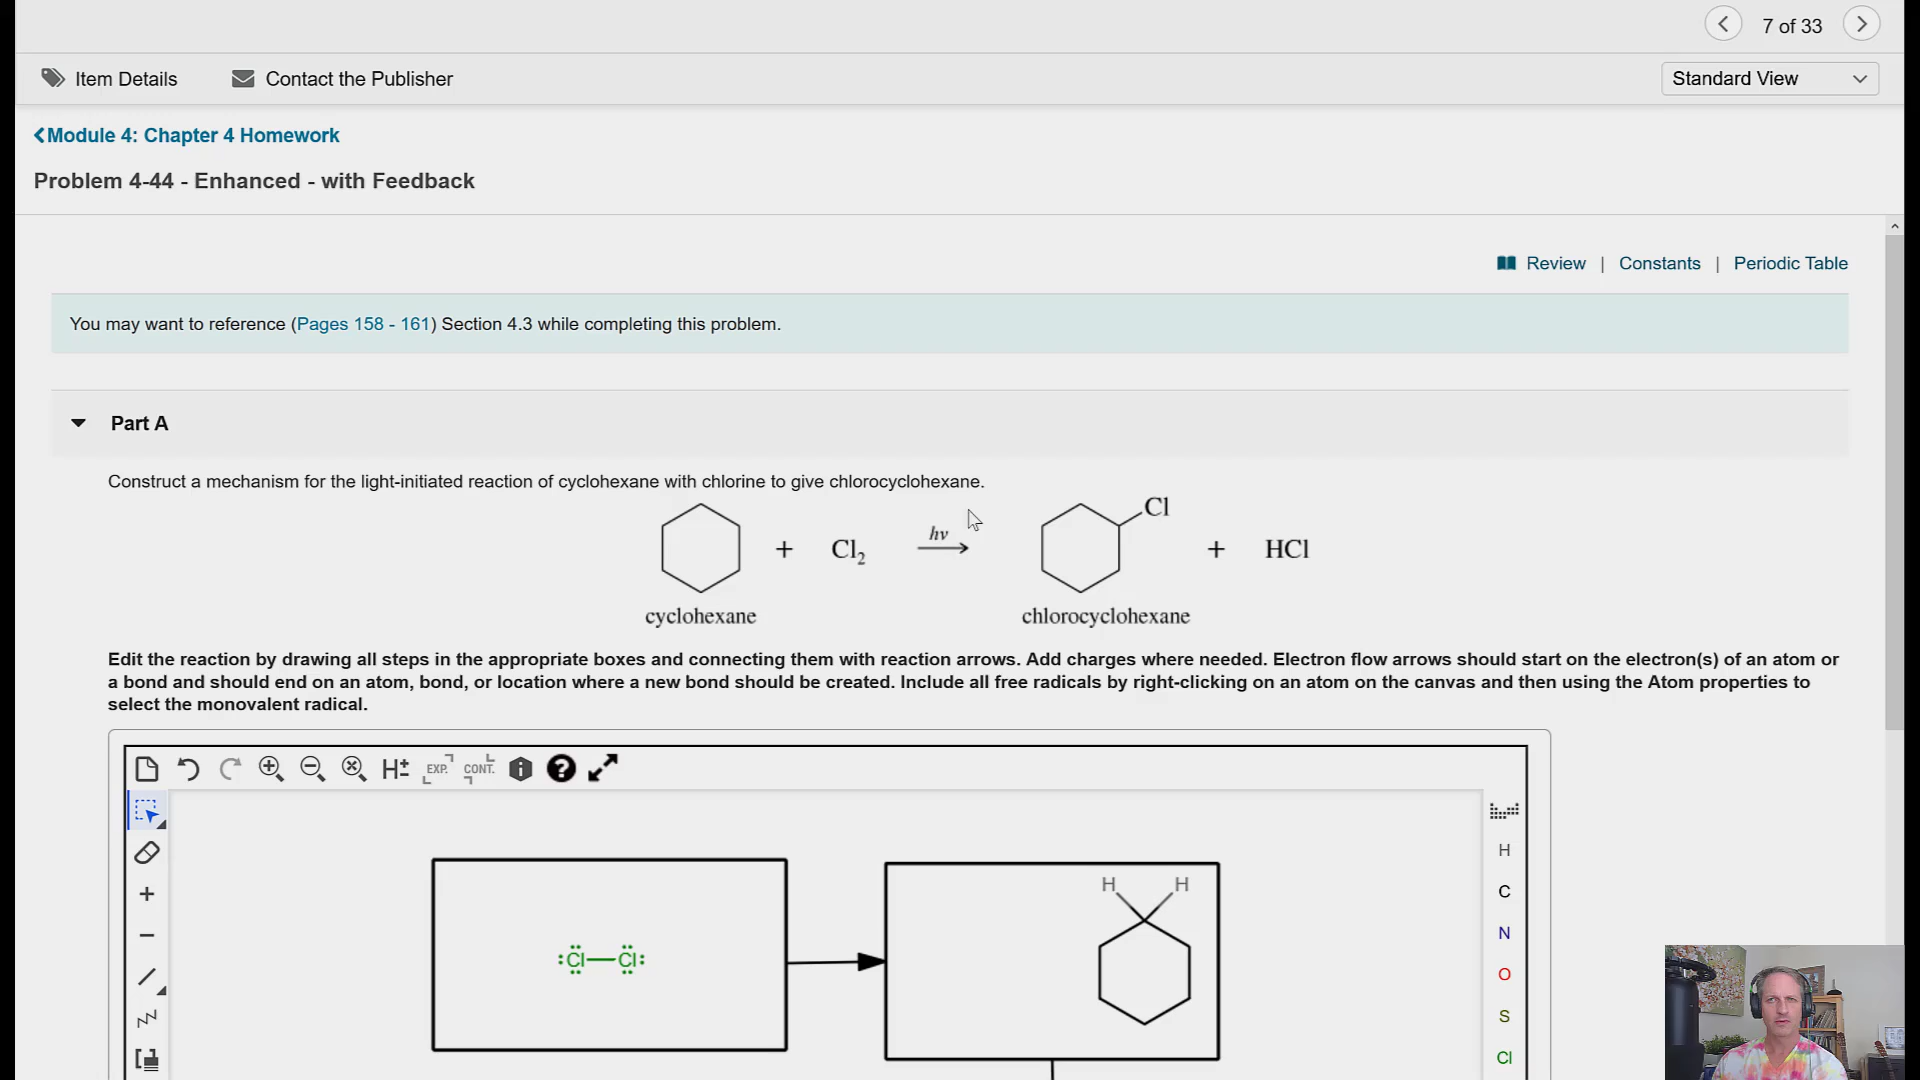 7 of 33
Item Details
Contact the Publisher
Standard View
Module 4: Chapter 4 Homework
Problem 4-44 - Enhanced - with Feedback
Review | Constants | Periodic Table
You may want to reference (Pages 158 - 161) Section 4.3 while completing this problem.
Part A
Construct a mechanism for the light-initiated reaction of cyclohexane with chlorine to give chlorocyclohexane.
Cl
+ Cl₂ hν + HCl
cyclohexane chlorocyclohexane
Edit the reaction by drawing all steps in the appropriate boxes and connecting them with reaction arrows. Add charges where needed. Electron flow arrows should start on the electron(s) of an atom or
a bond and should end on an atom, bond, or location where a new bond should be created. Include all free radicals by right-clicking on an atom on the canvas and then using the Atom properties to
select the monovalent radical.
H± EXP. CONT. i ?
H
C
N
O
S
Cl
H H
:Cl—Cl: